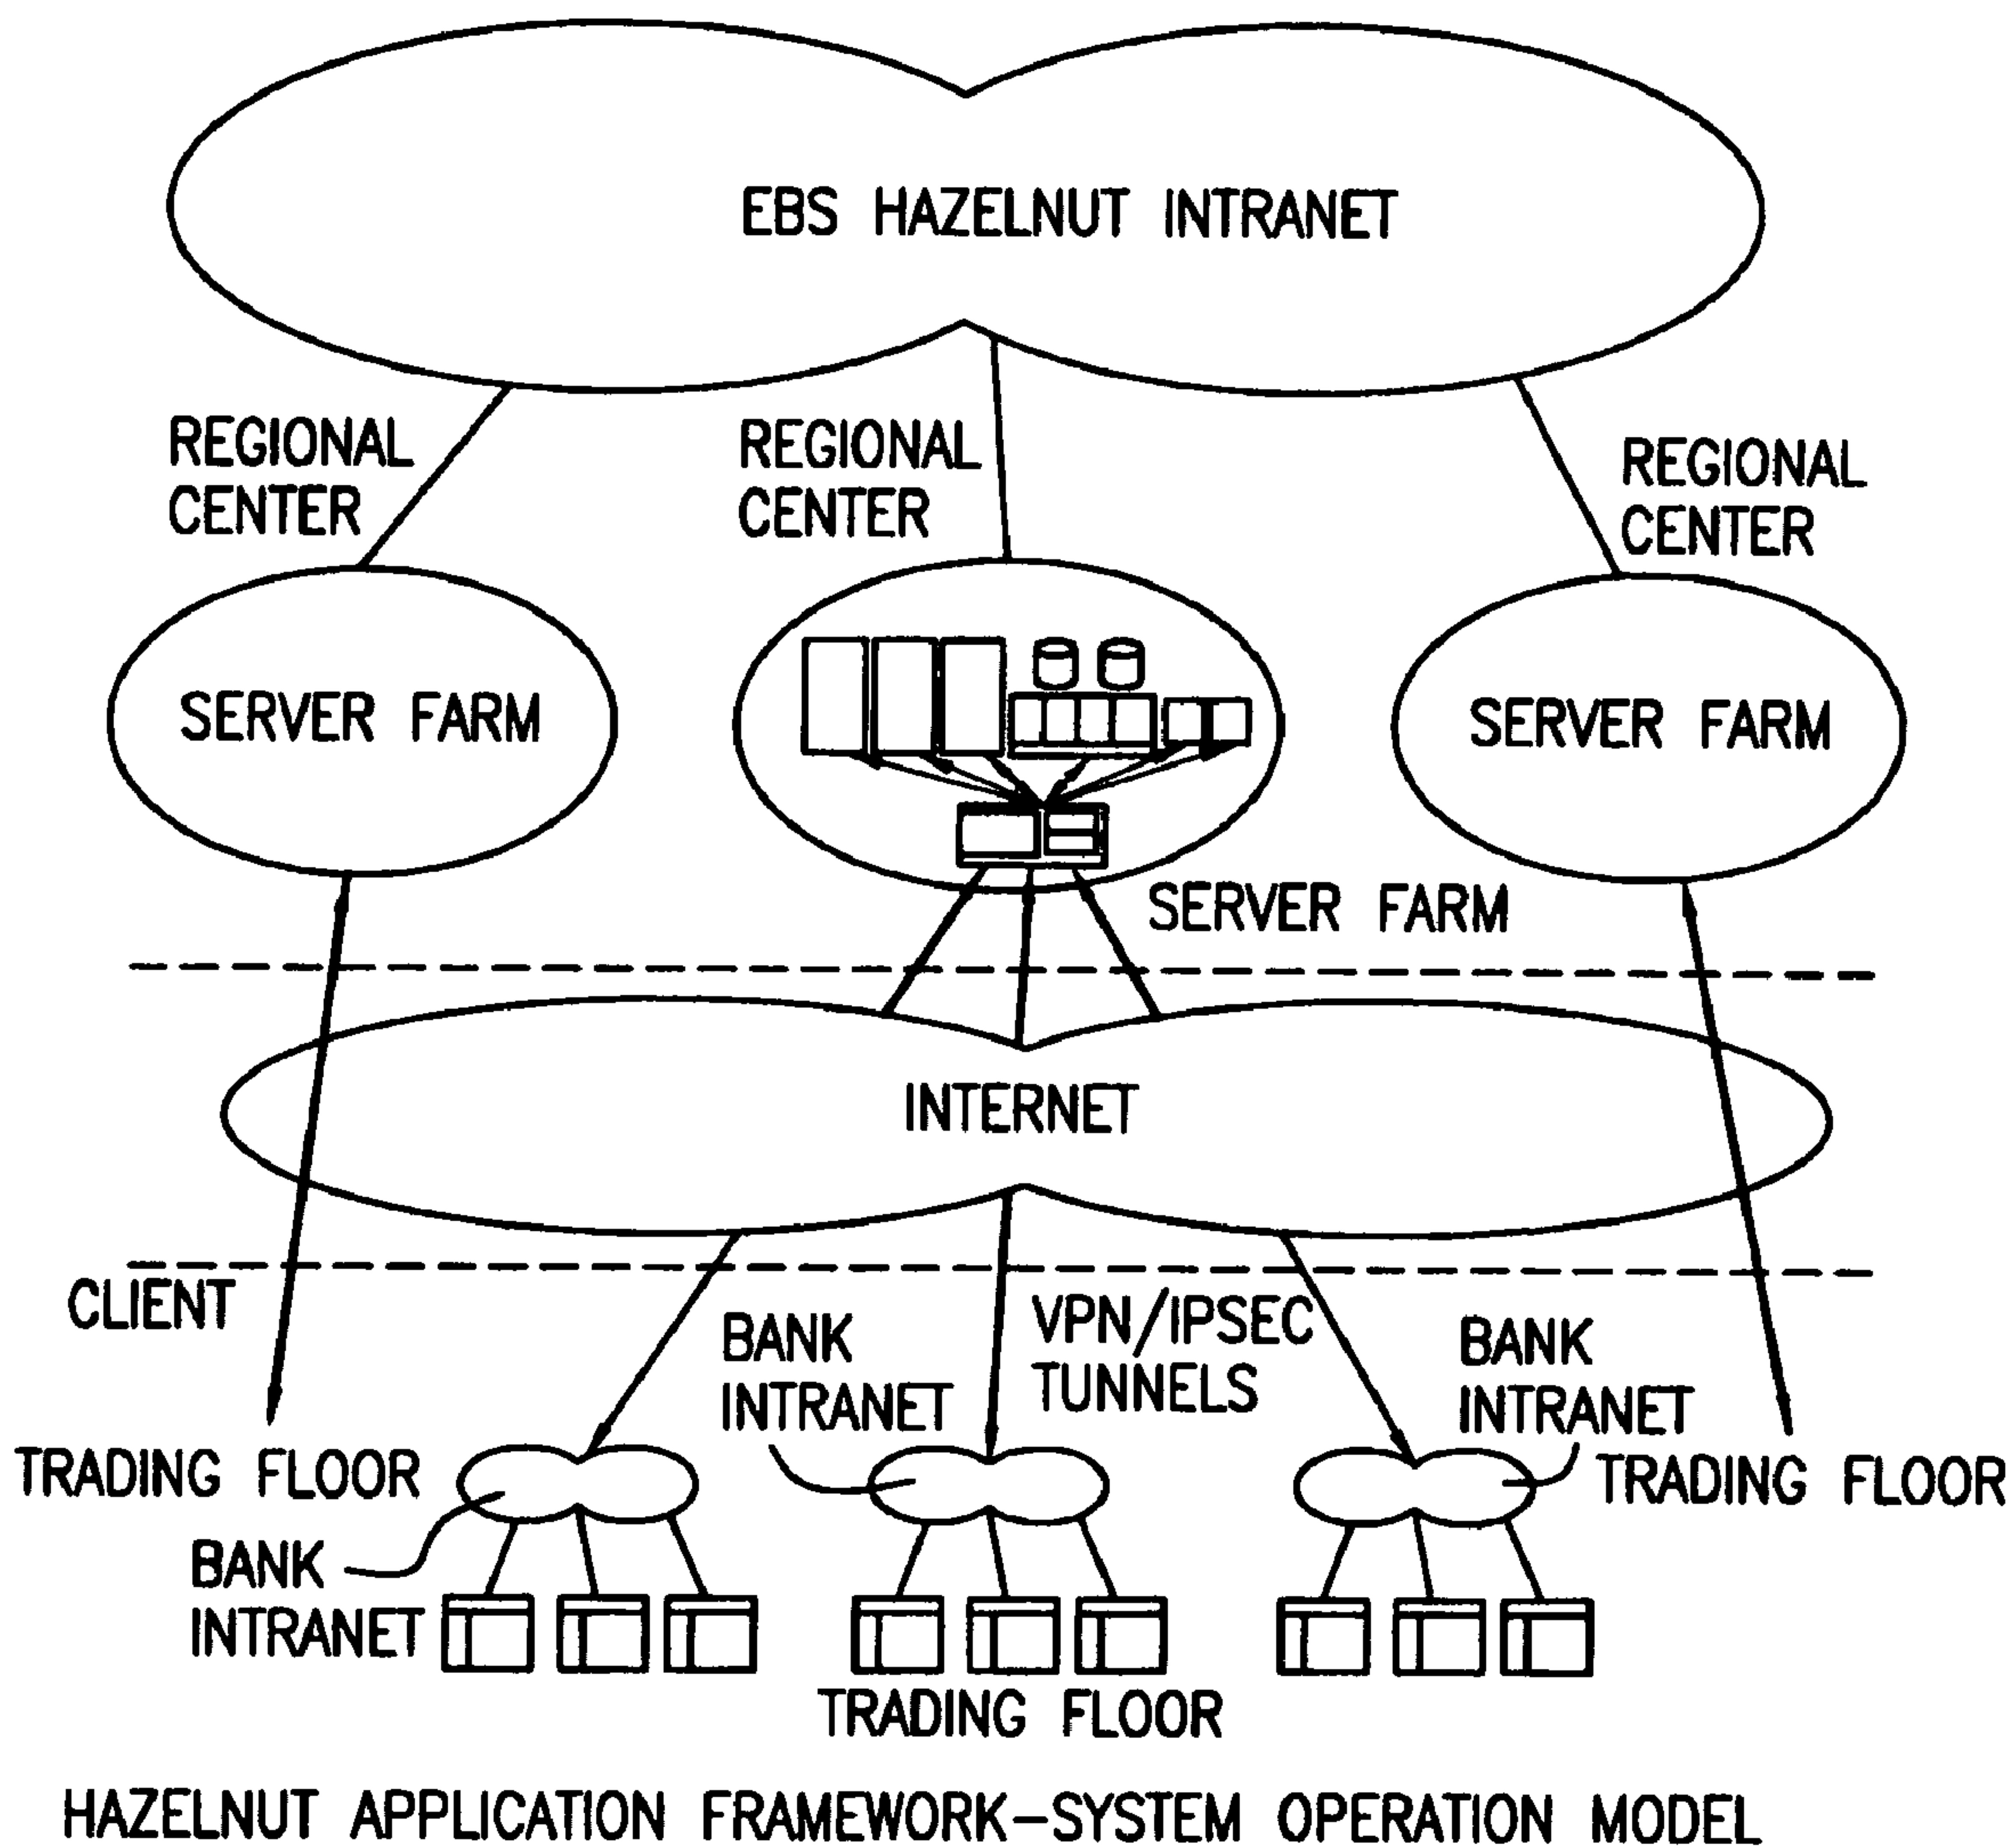 EBS HAZELNUT INTRANET
REGIONAL
CENTER
REGIONAL
CENTER
REGIONAL
CENTER
SERVER FARM
SERVER FARM
SERVER FARM
INTERNET
CLIENT
BANK
INTRANET
VPN/IPSEC
TUNNELS
BANK
INTRANET
TRADING FLOOR
TRADING FLOOR
BANK
INTRANET
TRADING FLOOR
HAZELNUT APPLICATION FRAMEWORK-SYSTEM OPERATION MODEL